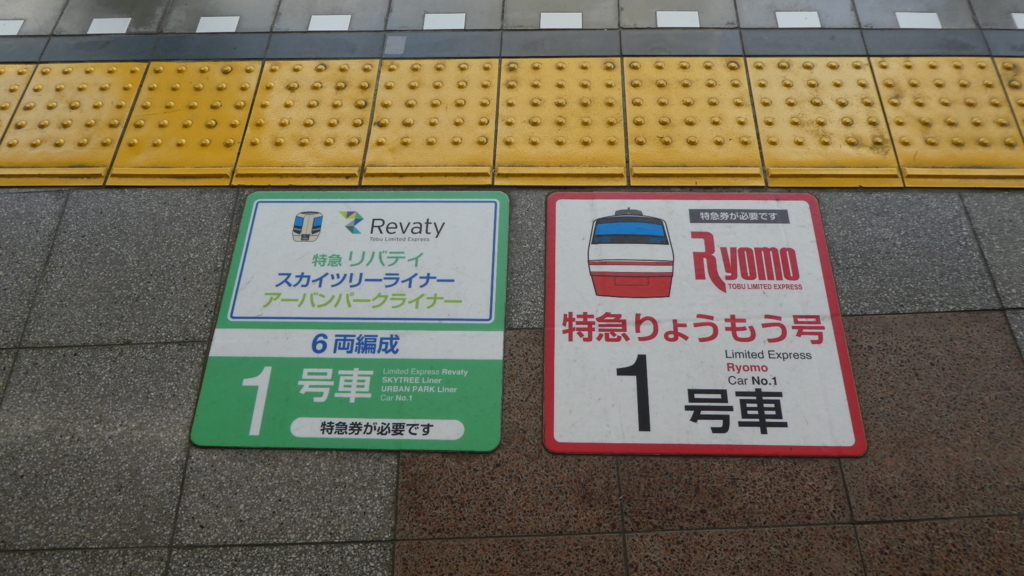 Revaty
Tobu Limited Express
特急 リバティ
スカイツリーライナー
アーバンパークライナー
6両編成
1号車
Limited Express Revaty
SKYTREE Liner
URBAN PARK Liner
Car No.1
特急券が必要です
特急券が必要です
Ryomo
TOBU LIMITED EXPRESS
特急りょうもう号
Limited Express
Ryomo
Car No.1
1号車